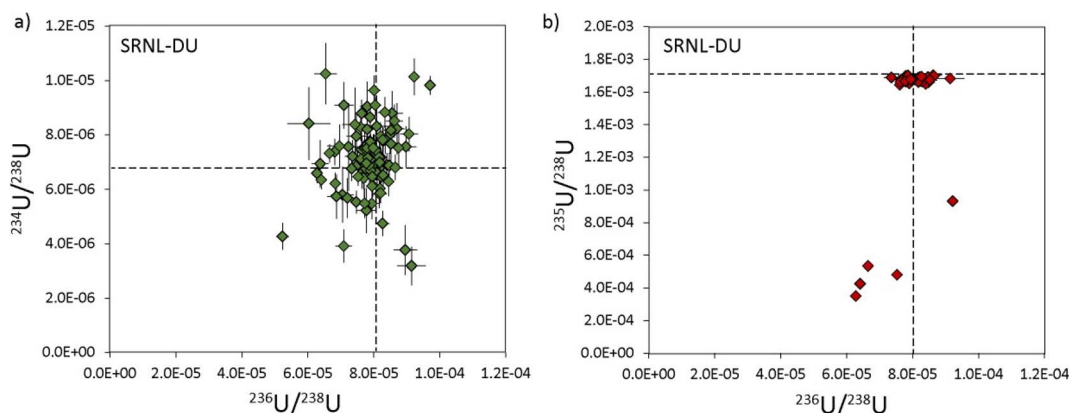 a)
SRNL-DU
1.2E-05
1.0E-05
8.0E-06
6.0E-06
4.0E-06
2.0E-06
0.0E+00
²³⁴U/²³⁸U
0.0E+00 2.0E-05 4.0E-05 6.0E-05 8.0E-05 1.0E-04 1.2E-04
²³⁶U/²³⁸U
b)
SRNL-DU
2.0E-03
1.8E-03
1.6E-03
1.4E-03
1.2E-03
1.0E-03
8.0E-04
6.0E-04
4.0E-04
2.0E-04
0.0E+00
²³⁵U/²³⁸U
0.0E+00 2.0E-05 4.0E-05 6.0E-05 8.0E-05 1.0E-04 1.2E-04
²³⁶U/²³⁸U